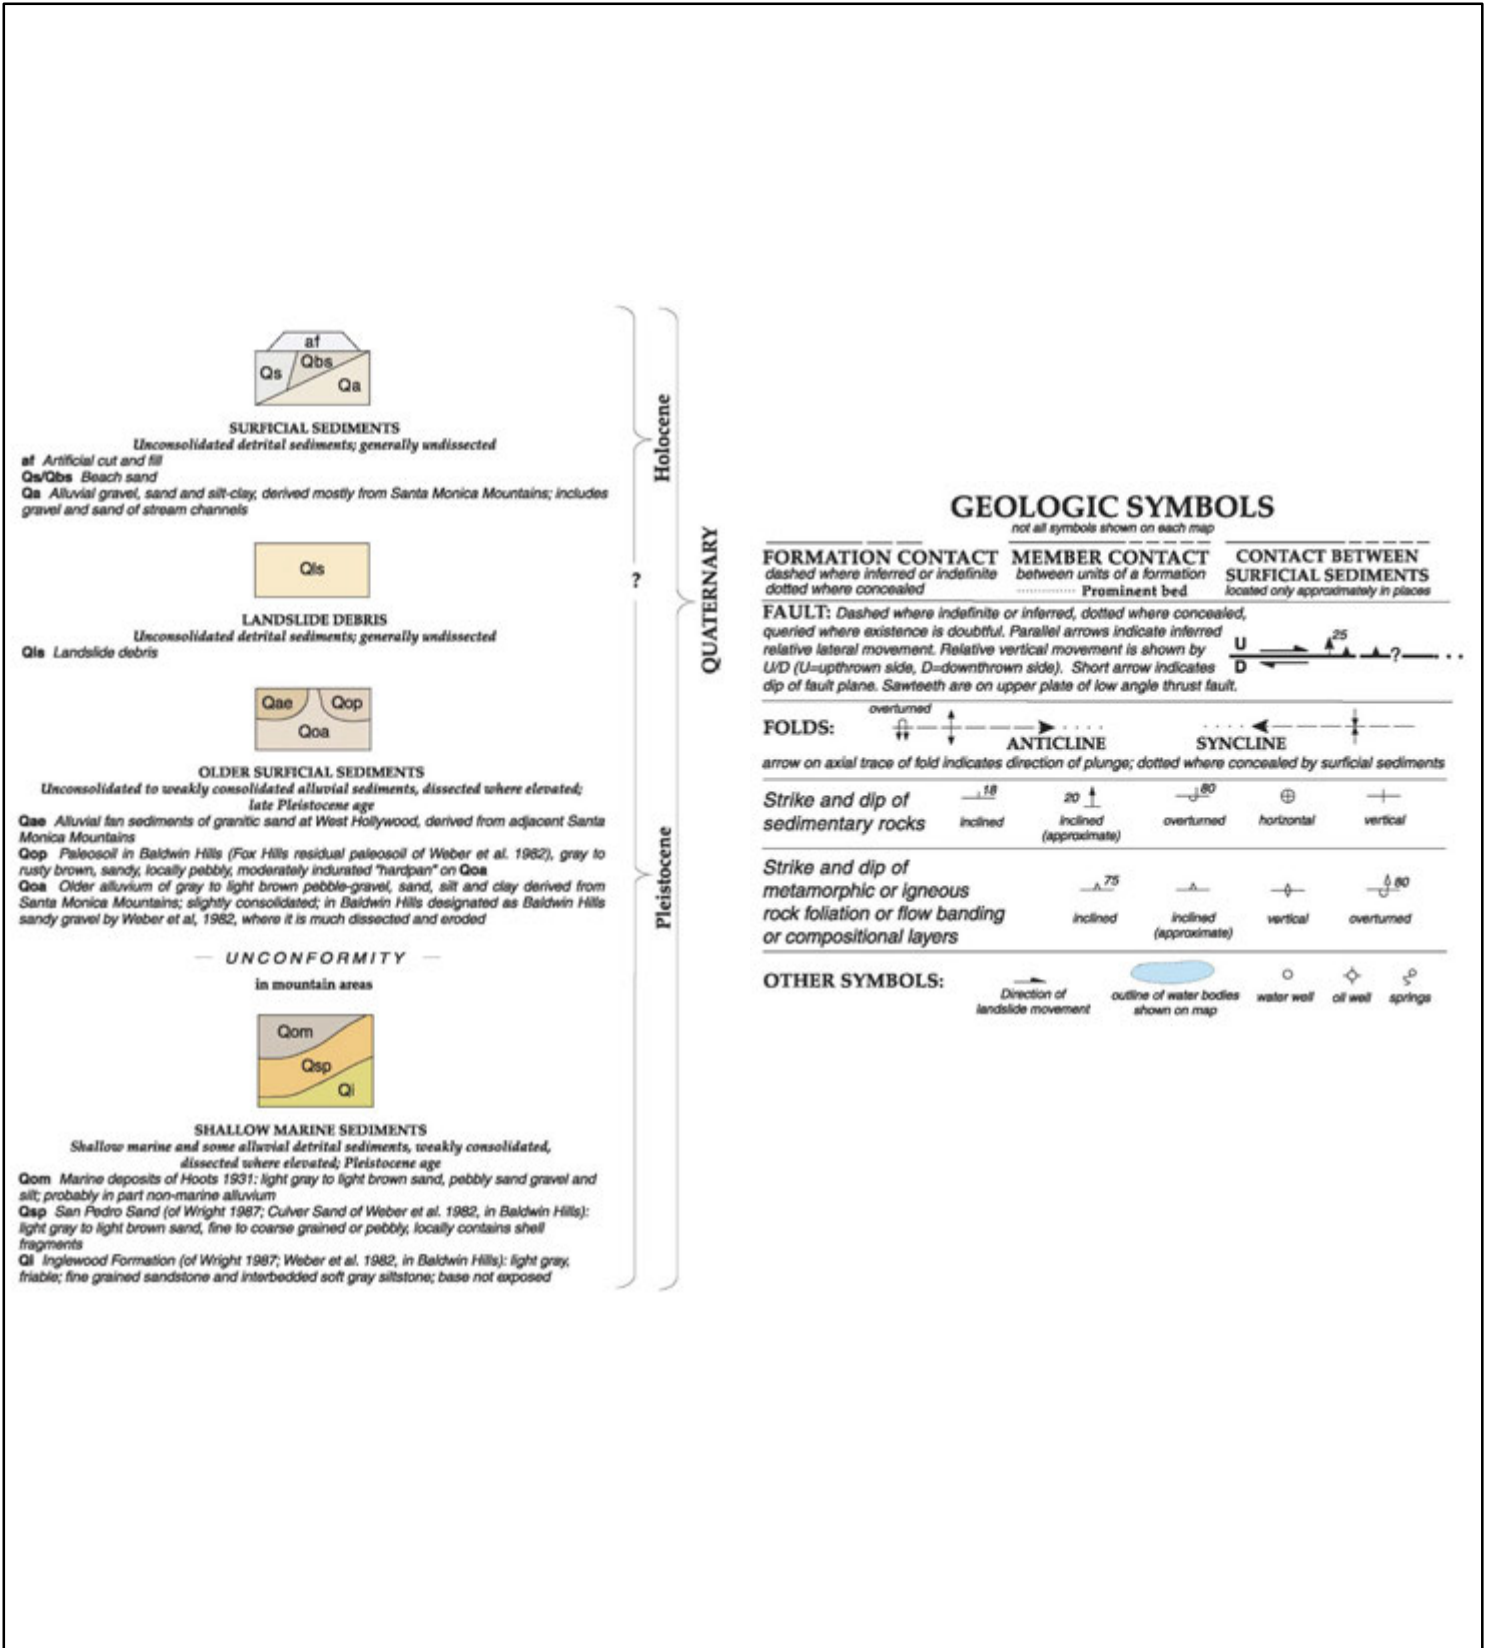 af
Qs
Qbs
Qa
SURFICIAL SEDIMENTS
Unconsolidated detrital sediments; generally undissected
af Artificial cut and fill
Qs/Qbs Beach sand
Qa Alluvial gravel, sand and silt-clay, derived mostly from Santa Monica Mountains; includes
gravel and sand of stream channels
Qls
LANDSLIDE DEBRIS
Unconsolidated detrital sediments; generally undissected
Qls Landslide debris
Qae
Qop
Qoa
OLDER SURFICIAL SEDIMENTS
Unconsolidated to weakly consolidated alluvial sediments, dissected where elevated;
late Pleistocene age
Qae Alluvial fan sediments of granitic sand at West Hollywood, derived from adjacent Santa
Monica Mountains
Qop Paleosoil in Baldwin Hills (Fox Hills residual paleosoil of Weber et al. 1982), gray to
rusty brown, sandy, locally pebbly, moderately indurated "hardpan" on Qoa
Qoa Older alluvium of gray to light brown pebble-gravel, sand, silt and clay derived from
Santa Monica Mountains; slightly consolidated; in Baldwin Hills designated as Baldwin Hills
sandy gravel by Weber et al, 1982, where it is much dissected and eroded
UNCONFORMITY
in mountain areas
Qom
Qsp
Qi
SHALLOW MARINE SEDIMENTS
Shallow marine and some alluvial detrital sediments, weakly consolidated,
dissected where elevated; Pleistocene age
Qom Marine deposits of Hoots 1931: light gray to light brown sand, pebbly sand gravel and
silt; probably in part non-marine alluvium
Qsp San Pedro Sand (of Wright 1987; Culver Sand of Weber et al. 1982, in Baldwin Hills):
light gray to light brown sand, fine to coarse grained or pebbly, locally contains shell
fragments
Qi Inglewood Formation (of Wright 1987; Weber et al. 1982, in Baldwin Hills): light gray,
friable; fine grained sandstone and interbedded soft gray siltstone; base not exposed
?
Holocene
Pleistocene
QUATERNARY
GEOLOGIC SYMBOLS
not all symbols shown on each map
FORMATION CONTACT
dashed where inferred or indefinite
dotted where concealed
MEMBER CONTACT
between units of a formation
Prominent bed
CONTACT BETWEEN
SURFICIAL SEDIMENTS
located only approximately in places
FAULT: Dashed where indefinite or inferred, dotted where concealed,
queried where existence is doubtful. Parallel arrows indicate inferred
relative lateral movement. Relative vertical movement is shown by
U/D (U=upthrown side, D=downthrown side). Short arrow indicates
dip of fault plane. Sawteeth are on upper plate of low angle thrust fault.
U
D
25
?
FOLDS:
overturned
ANTICLINE
SYNCLINE
arrow on axial trace of fold indicates direction of plunge; dotted where concealed by surficial sediments
Strike and dip of
sedimentary rocks
18
inclined
20
inclined
(approximate)
80
overturned
horizontal
vertical
Strike and dip of
metamorphic or igneous
rock foliation or flow banding
or compositional layers
75
inclined
inclined
(approximate)
vertical
80
overturned
OTHER SYMBOLS:
Direction of
landslide movement
outline of water bodies
shown on map
water well
oil well
springs